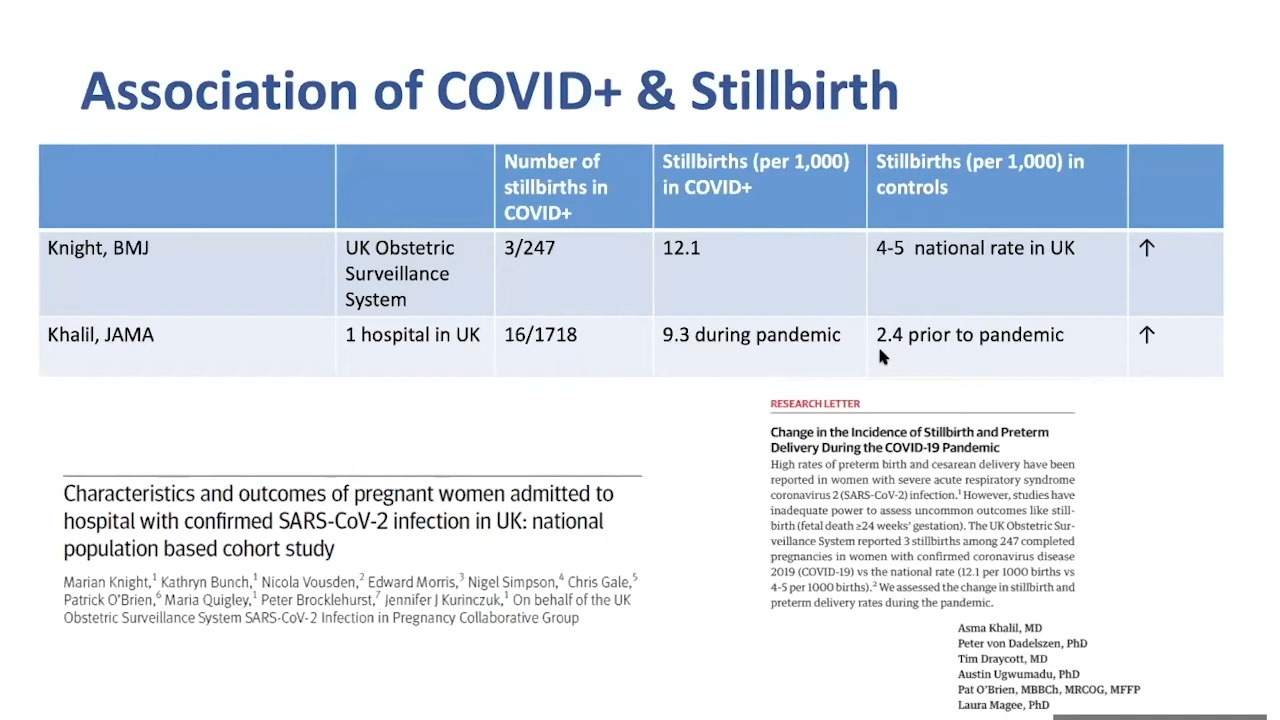 Association of COVID+ & Stillbirth
Number of stillbirths in COVID+
Stillbirths (per 1,000) in COVID+
Stillbirths (per 1,000) in controls
Knight, BMJ
UK Obstetric Surveillance System
3/247
12.1
4-5 national rate in UK
↑
Khalil, JAMA
1 hospital in UK
16/1718
9.3 during pandemic
2.4 prior to pandemic
↑
Characteristics and outcomes of pregnant women admitted to
hospital with confirmed SARS-CoV-2 infection in UK: national
population based cohort study
Marian Knight,¹ Kathryn Bunch,¹ Nicola Vousden,² Edward Morris,³ Nigel Simpson,⁴ Chris Gale,⁵
Patrick O'Brien,⁶ Maria Quigley,¹ Peter Brocklehurst,⁷ Jennifer J Kurinczuk,¹ On behalf of the UK
Obstetric Surveillance System SARS-CoV-2 Infection in Pregnancy Collaborative Group
RESEARCH LETTER
Change in the Incidence of Stillbirth and Preterm
Delivery During the COVID-19 Pandemic
High rates of preterm birth and cesarean delivery have been
reported in women with severe acute respiratory syndrome
coronavirus 2 (SARS-CoV-2) infection.¹ However, studies have
inadequate power to assess uncommon outcomes like still-
birth (fetal death ≥24 weeks' gestation). The UK Obstetric Sur-
veillance System reported 3 stillbirths among 247 completed
pregnancies in women with confirmed coronavirus disease
2019 (COVID-19) vs the national rate (12.1 per 1000 births vs
4-5 per 1000 births).² We assessed the change in stillbirth and
preterm delivery rates during the pandemic.
Asma Khalil, MD
Peter von Dadelszen, PhD
Tim Draycott, MD
Austin Ugwumadu, PhD
Pat O'Brien, MBBCh, MRCOG, MFFP
Laura Magee, PhD